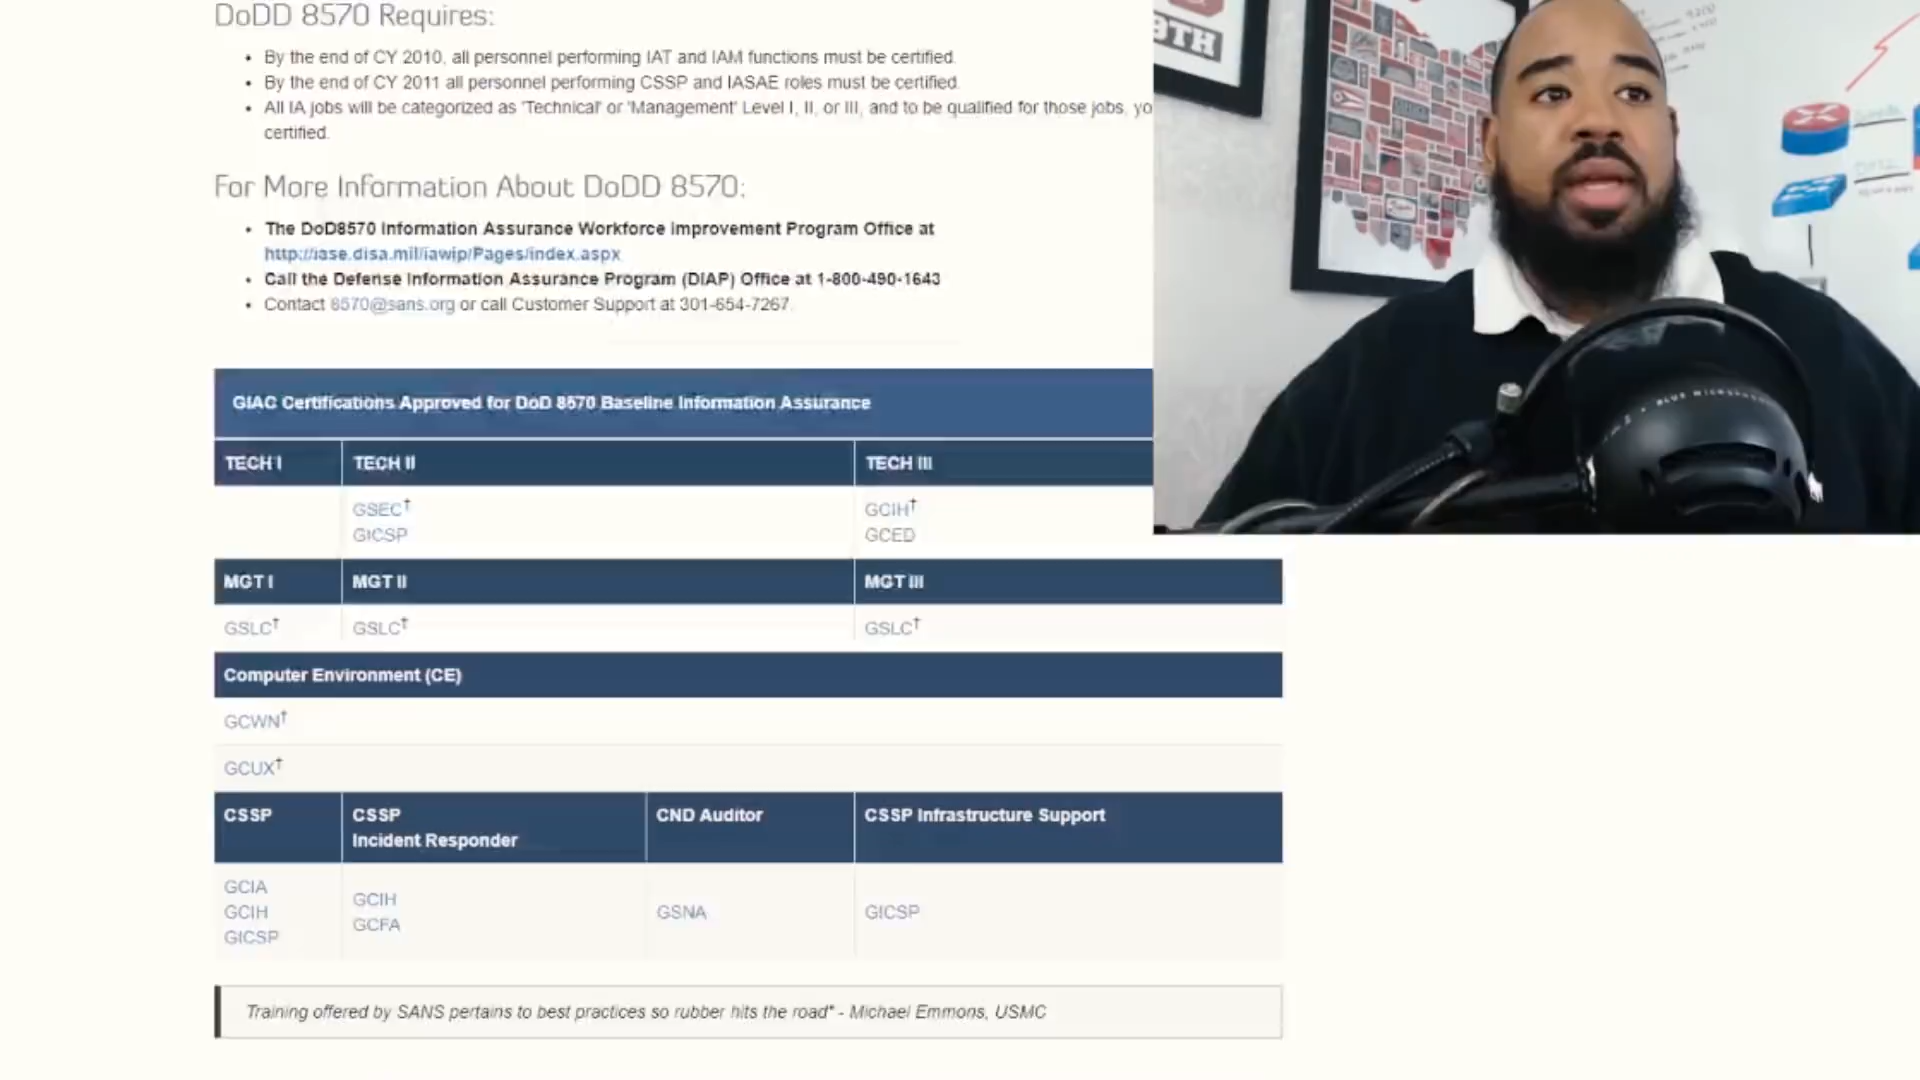 DoDD 8570 Requires:
By the end of CY 2010, all personnel performing IAT and IAM functions must be certified.
By the end of CY 2011 all personnel performing CSSP and IASAE roles must be certified.
All IA jobs will be categorized as 'Technical' or 'Management' Level I, II, or III, and to be qualified for those jobs, yo
certified.
For More Information About DoDD 8570:
The DoD8570 Information Assurance Workforce Improvement Program Office at
http://iase.disa.mil/iawip/Pages/index.aspx
Call the Defense Information Assurance Program (DIAP) Office at 1-800-490-1643
Contact 8570@sans.org or call Customer Support at 301-654-7267.
GIAC Certifications Approved for DoD 8570 Baseline Information Assurance
TECH I TECH II TECH III
GSEC† GCIH†
GICSP GCED
MGT I MGT II MGT III
GSLC† GSLC† GSLC†
Computer Environment (CE)
GCWN†
GCUX†
CSSP CSSP CND Auditor CSSP Infrastructure Support
Incident Responder
GCIA
GCIH GCIH
GICSP GCFA GSNA GICSP
Training offered by SANS pertains to best practices so rubber hits the road" - Michael Emmons, USMC
9TH
BLUE MICROPHONES